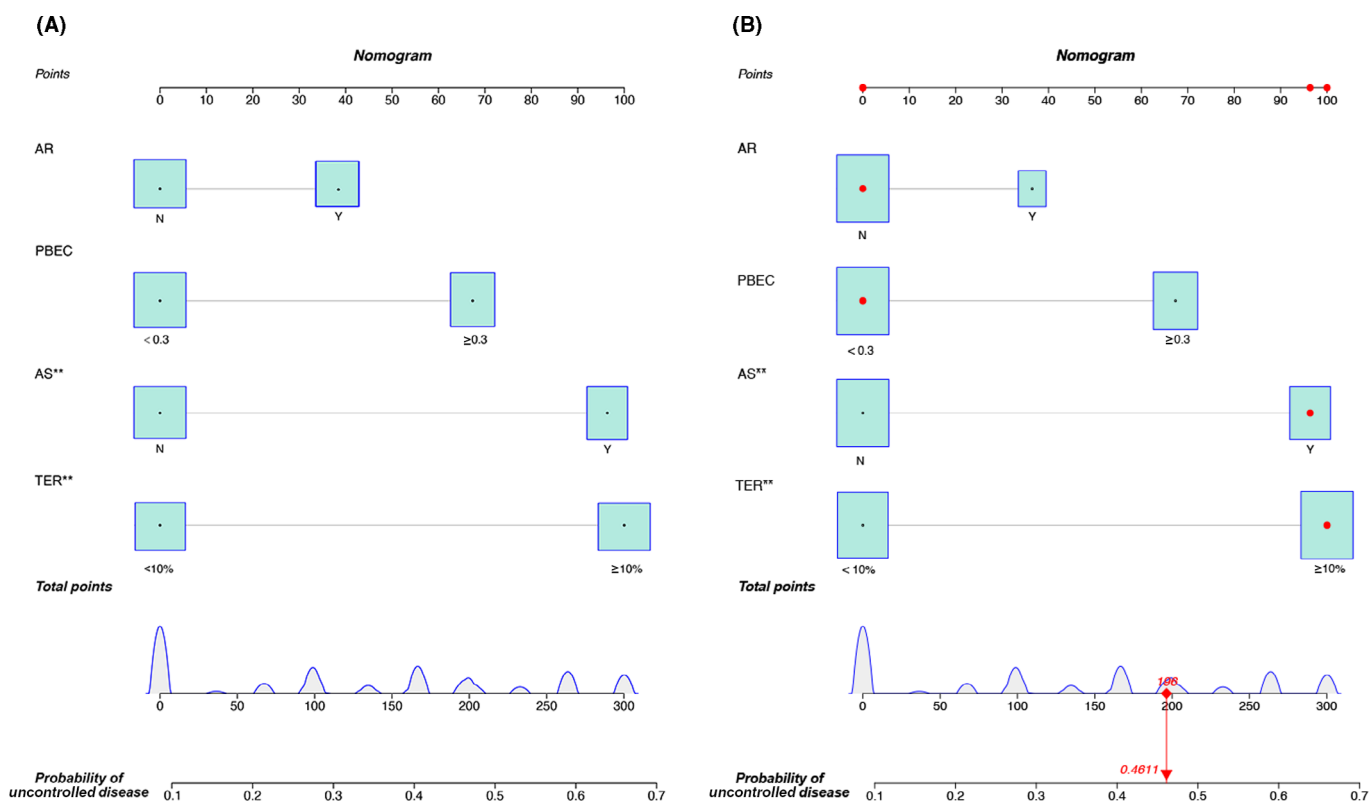 (A)
Nomogram
Points
0 10 20 30 40 50 60 70 80 90 100
AR
N Y
PBEC
<0.3 ≥0.3
AS**
N Y
TER**
<10% ≥10%
Total points
0 50 100 150 200 250 300
Probability of
uncontrolled disease
0.1 0.2 0.3 0.4 0.5 0.6 0.7
(B)
Nomogram
Points
0 10 20 30 40 50 60 70 80 90 100
AR
N Y
PBEC
<0.3 ≥0.3
AS**
N Y
TER**
<10% ≥10%
Total points
196
0 50 100 150 200 250 300
0.4611
Probability of
uncontrolled disease
0.1 0.2 0.3 0.4 0.5 0.6 0.7